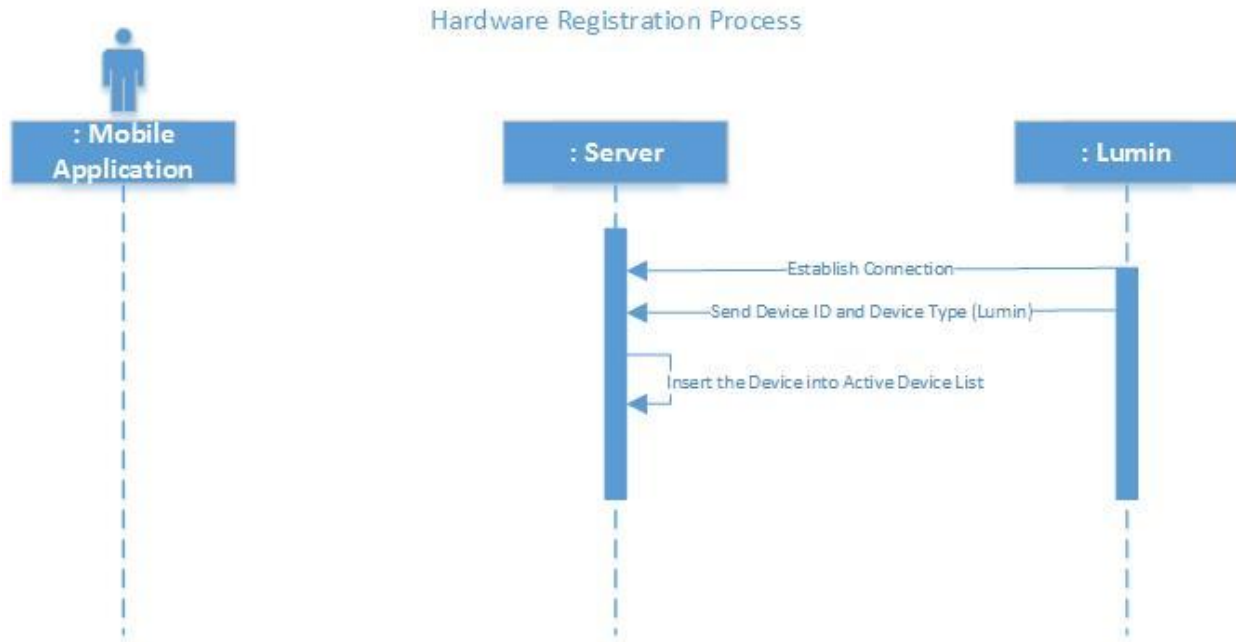 Hardware Registration Process
: Mobile
Application
: Server
: Lumin
Establish Connection
Send Device ID and Device Type (Lumin)
Insert the Device into Active Device List